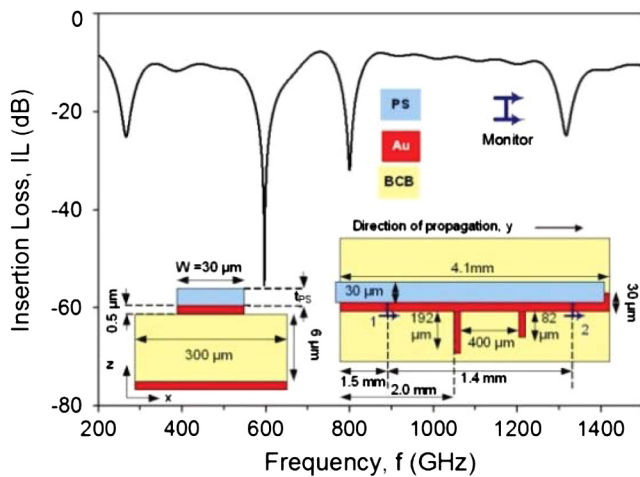 0
-20
-40
-60
-80
Insertion Loss, IL (dB)
200 400 600 800 1000 1200 1400
Frequency, f (GHz)
PS
Au
BCB
Monitor
Direction of propagation, y
W =30 µm
tPS
0.5 µm
300 µm
6 µm
z
x
4.1mm
30 µm
30 µm
1
2
192 µm
400 µm
82 µm
1.5 mm
1.4 mm
2.0 mm